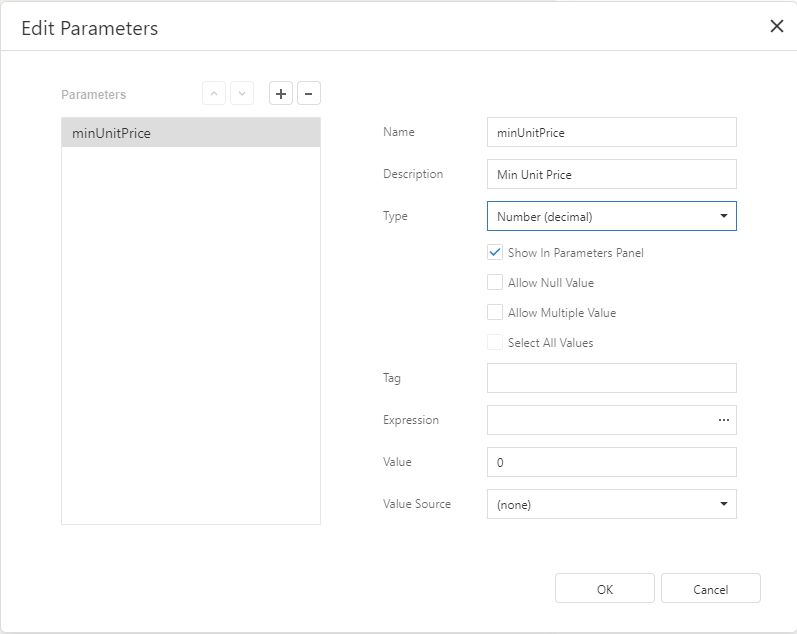 Edit Parameters
Parameters
minUnitPrice
Name
minUnitPrice
Description
Min Unit Price
Type
Number (decimal)
Show In Parameters Panel
Allow Null Value
Allow Multiple Value
Select All Values
Tag
Expression
...
Value
0
Value Source
(none)
OK
Cancel